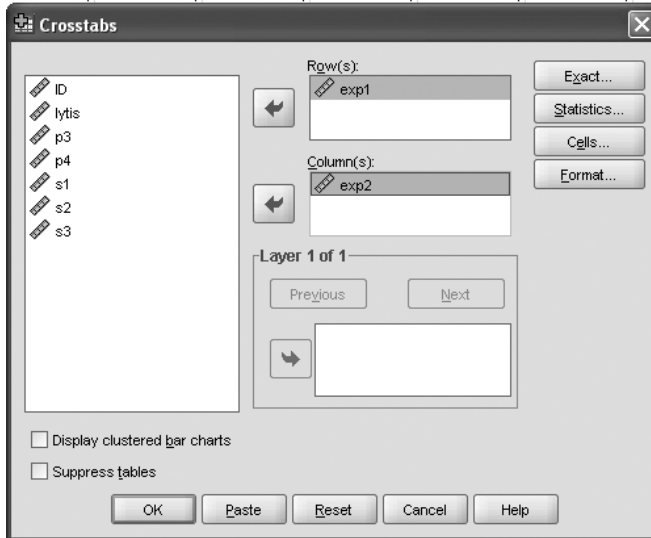 Crosstabs
ID
lytis
p3
p4
s1
s2
s3
Row(s):
exp1
Column(s):
exp2
Layer 1 of 1
Previous
Next
Exact...
Statistics...
Cells...
Format...
Display clustered bar charts
Suppress tables
OK
Paste
Reset
Cancel
Help